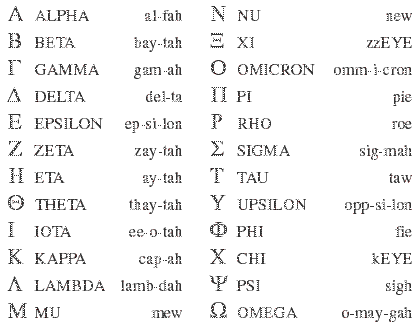 Α ALPHA al-fah Ν NU new
Β BETA bay-tah Ξ XI zzEYE
Γ GAMMA gam-ah Ο OMICRON omm-i-cron
Δ DELTA del-ta Π PI pie
Ε EPSILON ep-si-lon Ρ RHO roe
Ζ ZETA zay-tah Σ SIGMA sig-mah
Η ETA ay-tah Τ TAU taw
Θ THETA thay-tah Υ UPSILON opp-si-lon
Ι IOTA ee-o-tah Φ PHI fie
Κ KAPPA cap-ah Χ CHI kEYE
Λ LAMBDA lamb-dah Ψ PSI sigh
Μ MU mew Ω OMEGA o-may-gah